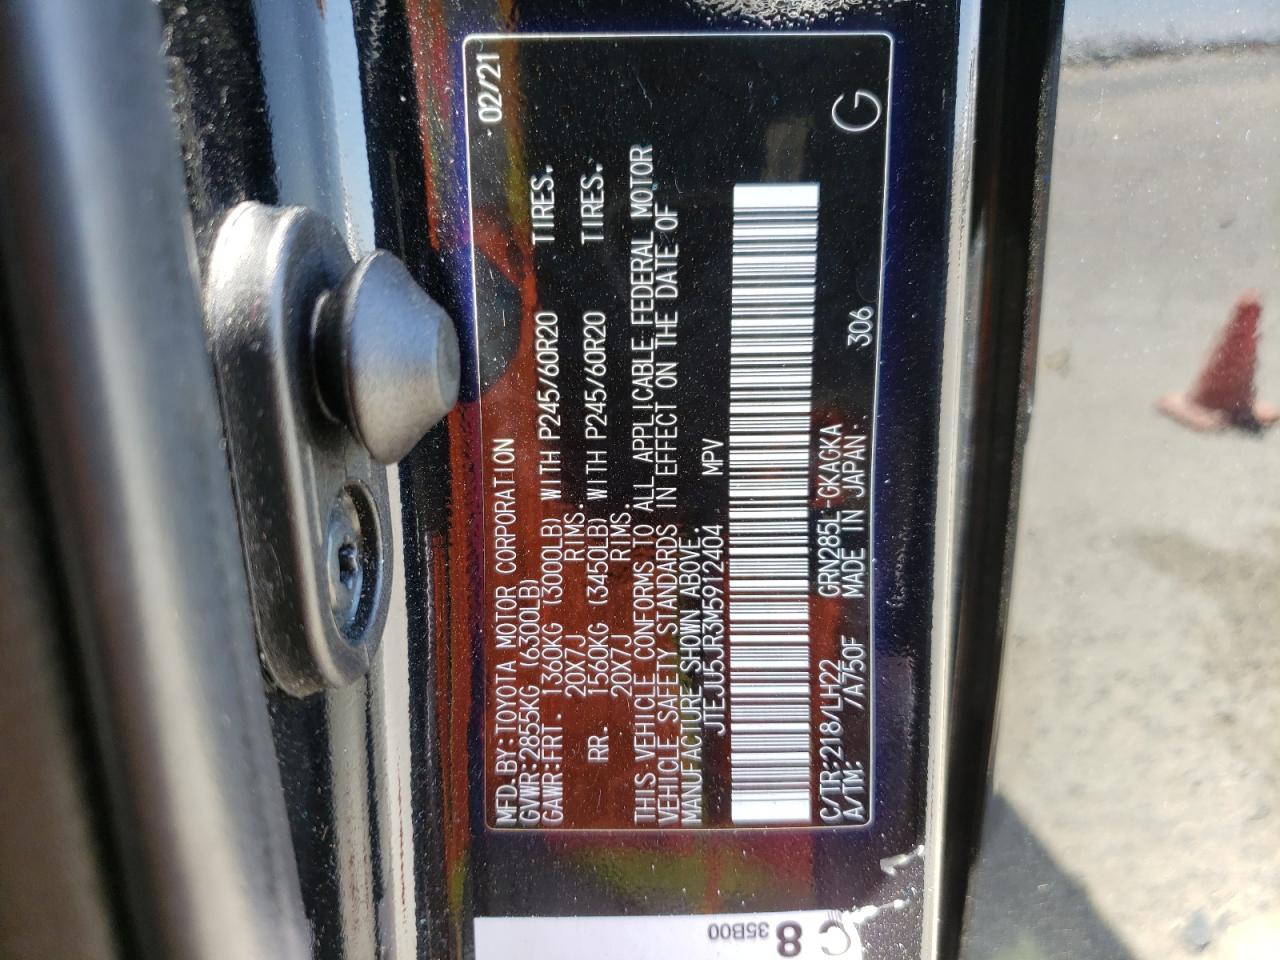 02/21
MFD. BY: TOYOTA MOTOR CORPORATION
GVWR: 2855KG (6300LB)
GAWR: FRT. 1360KG (3000LB) WITH P245/60R20 TIRES.
20X7J RIMS.
RR. 1560KG (3450LB) WITH P245/60R20 TIRES.
20X7J RIMS.
THIS VEHICLE CONFORMS TO ALL APPLICABLE FEDERAL MOTOR
VEHICLE SAFETY STANDARDS IN EFFECT ON THE DATE OF
MANUFACTURE SHOWN ABOVE.
JTEJU5JR3M5912404 MPV
C/TR: 218/LH22 GRN285L-GKAGKA
A/TM: /A750F MADE IN JAPAN. 306
G
C 8
35B00